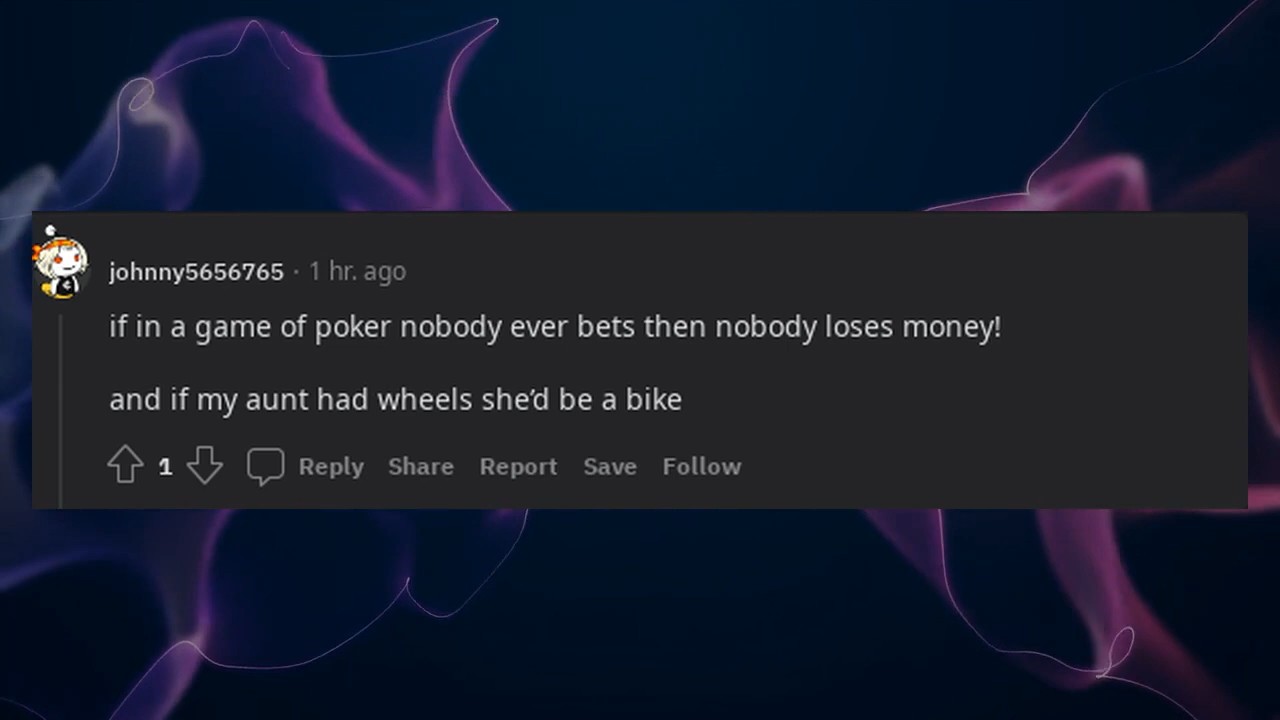 johnny5656765 · 1 hr. ago
if in a game of poker nobody ever bets then nobody loses money!
and if my aunt had wheels she’d be a bike
1 Reply Share Report Save Follow